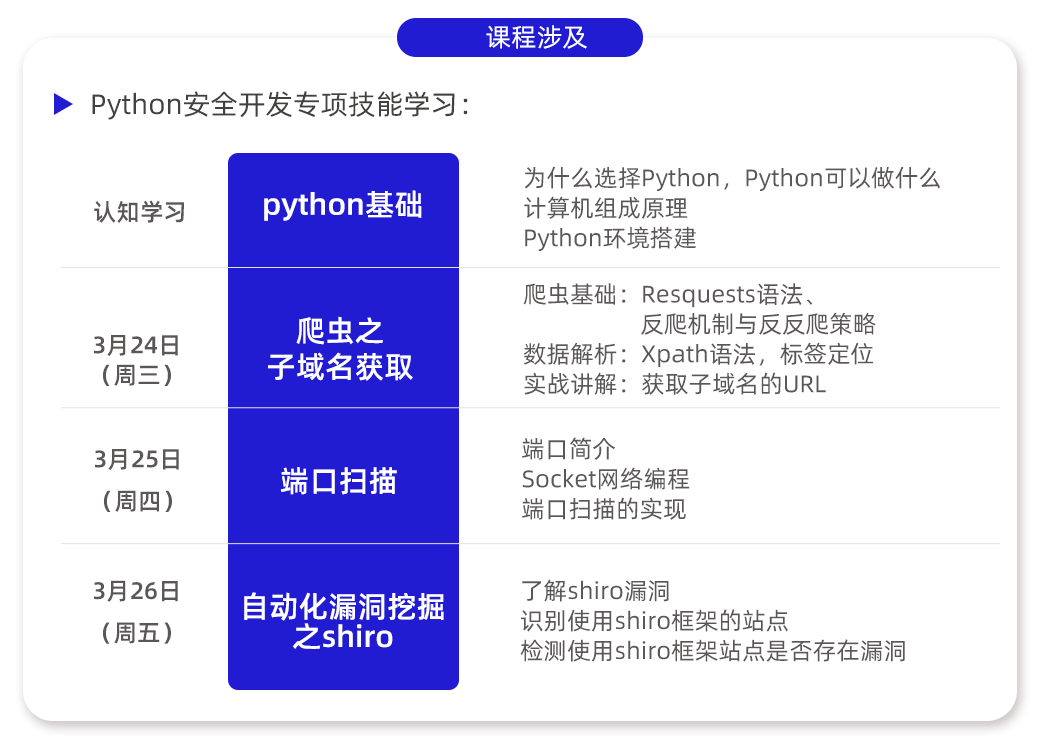 课程涉及
Python安全开发专项技能学习：
认知学习
python基础
为什么选择Python，Python可以做什么
计算机组成原理
Python环境搭建
3月24日
（周三）
爬虫之
子域名获取
爬虫基础：Resquests语法、
反爬机制与反反爬策略
数据解析：Xpath语法，标签定位
实战讲解：获取子域名的URL
3月25日
（周四）
端口扫描
端口简介
Socket网络编程
端口扫描的实现
3月26日
（周五）
自动化漏洞挖掘
之shiro
了解shiro漏洞
识别使用shiro框架的站点
检测使用shiro框架站点是否存在漏洞